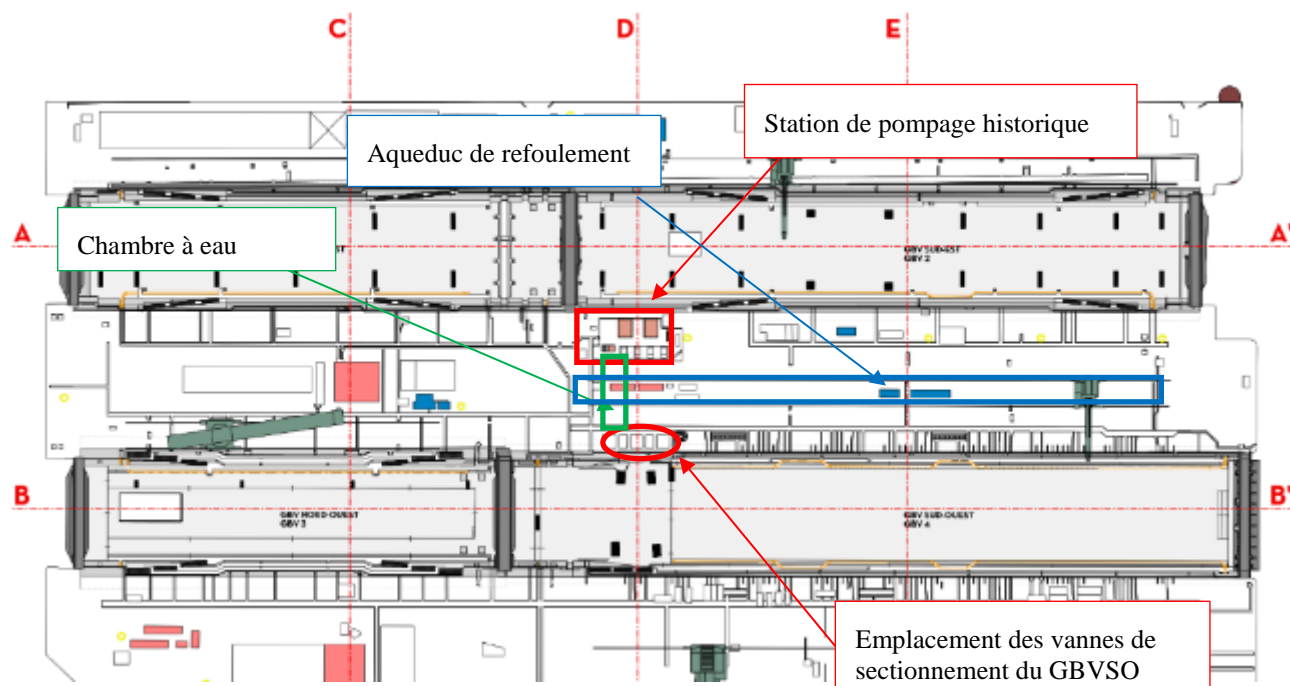 C D E
Station de pompage historique
Aqueduc de refoulement
A A'
Chambre à eau
GBV SUD-EST
GBV 2
B B'
GBV NORD-OUEST
GBV 3
GBV SUD-OUEST
GBV 4
Emplacement des vannes de
sectionnement du GBVSO